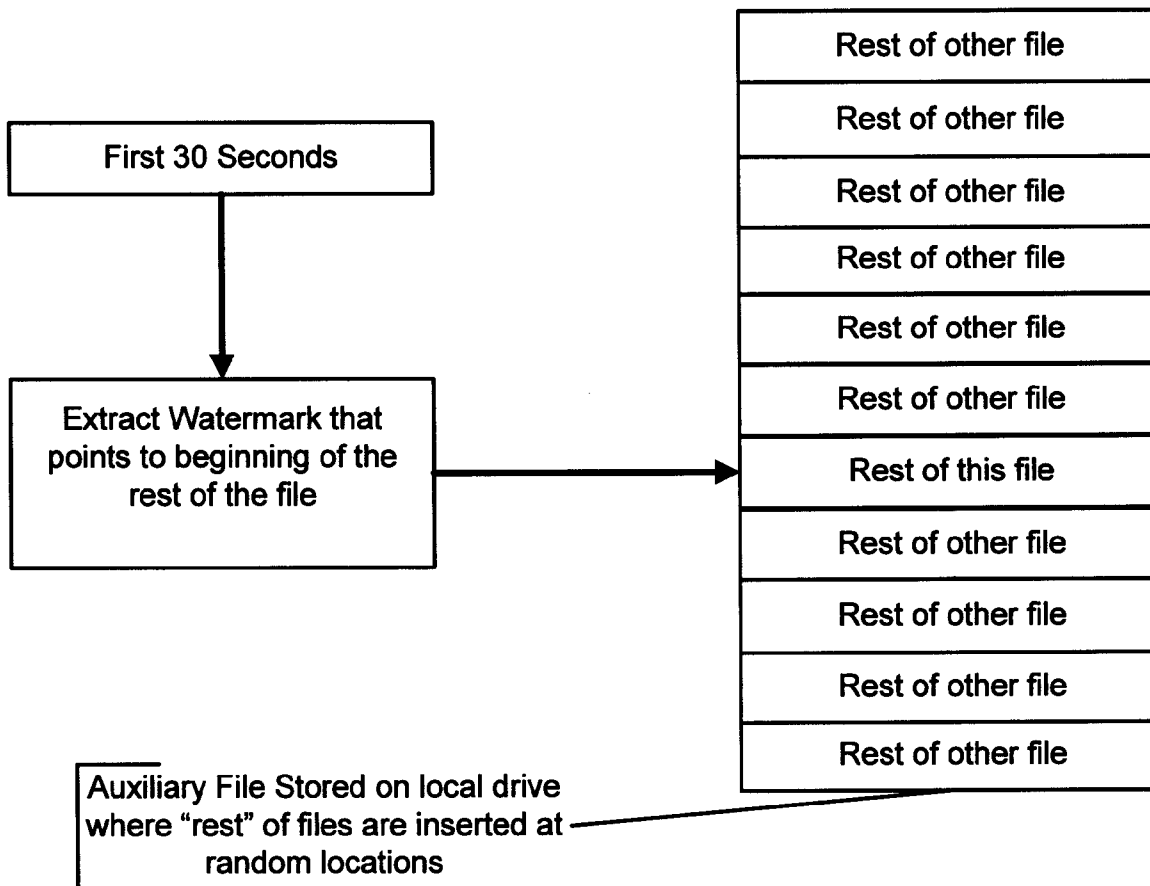 First 30 Seconds
Extract Watermark that
points to beginning of the
rest of the file
Rest of other file
Rest of other file
Rest of other file
Rest of other file
Rest of other file
Rest of other file
Rest of this file
Rest of other file
Rest of other file
Rest of other file
Rest of other file
Auxiliary File Stored on local drive
where “rest” of files are inserted at
random locations